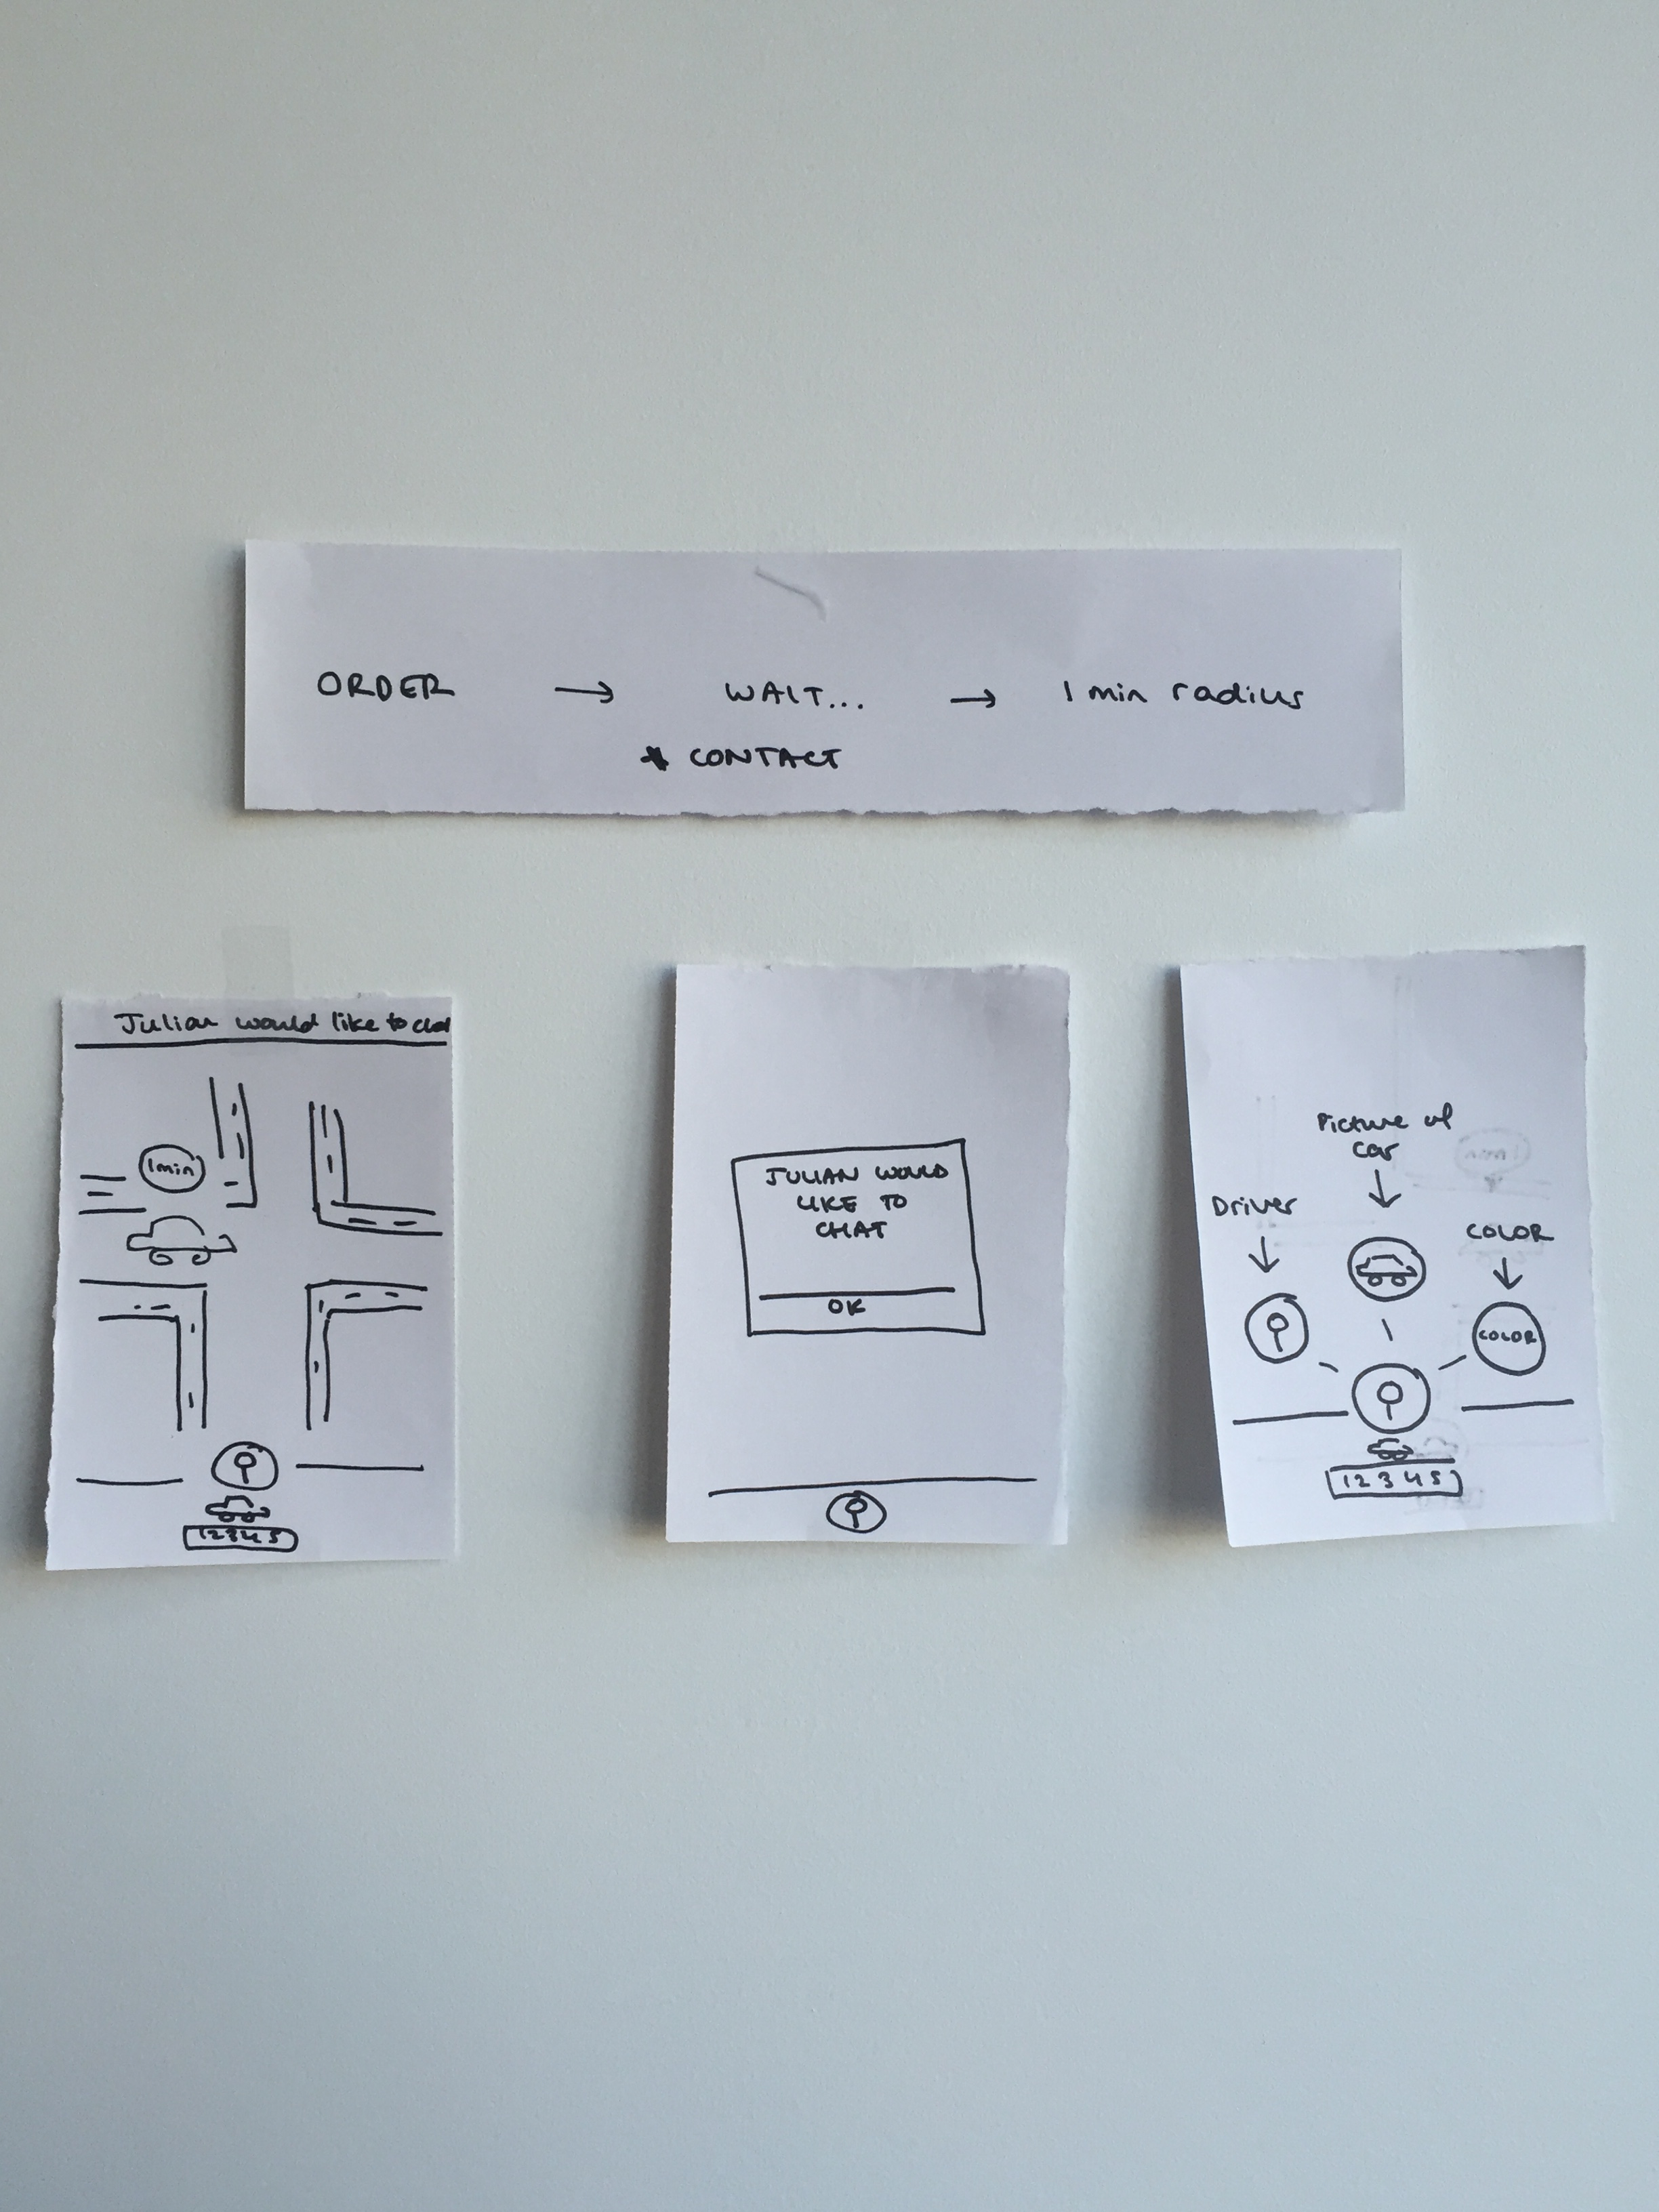 ORDER → WAIT... → 1 min radius
* CONTACT
Julian would like to chat
1min
12345
JULIAN WOULD
LIKE TO
CHAT
OK
Picture of
car
Driver
COLOR
COLOR
12345